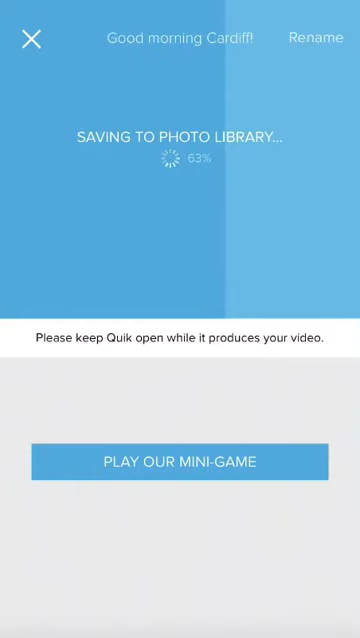 Good morning Cardiff!
Rename
SAVING TO PHOTO LIBRARY...
63%
Please keep Quik open while it produces your video.
PLAY OUR MINI-GAME